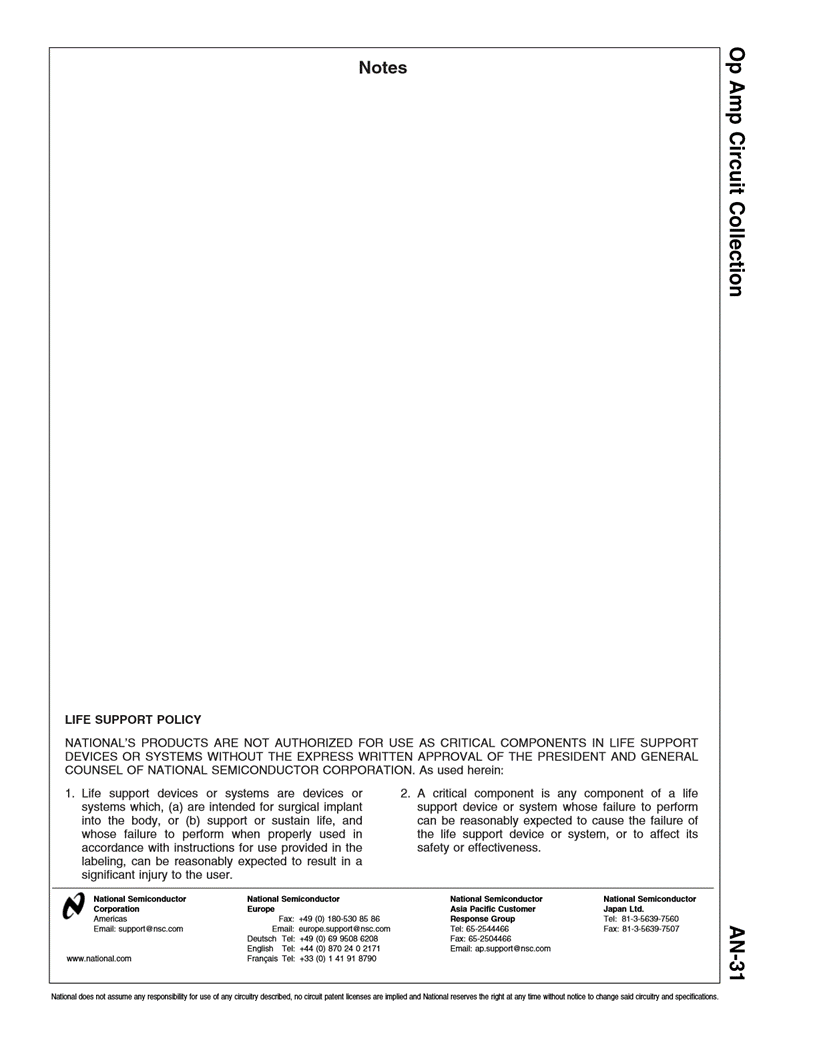 Notes
Op Amp Circuit Collection
LIFE SUPPORT POLICY
NATIONAL'S PRODUCTS ARE NOT AUTHORIZED FOR USE AS CRITICAL COMPONENTS IN LIFE SUPPORT
DEVICES OR SYSTEMS WITHOUT THE EXPRESS WRITTEN APPROVAL OF THE PRESIDENT AND GENERAL
COUNSEL OF NATIONAL SEMICONDUCTOR CORPORATION. As used herein:
1. Life support devices or systems are devices or
systems which, (a) are intended for surgical implant
into the body, or (b) support or sustain life, and
whose failure to perform when properly used in
accordance with instructions for use provided in the
labeling, can be reasonably expected to result in a
significant injury to the user.
2. A critical component is any component of a life
support device or system whose failure to perform
can be reasonably expected to cause the failure of
the life support device or system, or to affect its
safety or effectiveness.
National Semiconductor
Corporation
Americas
Email: support@nsc.com
www.national.com
National Semiconductor
Europe
Fax: +49 (0) 180-530 85 86
Email: europe.support@nsc.com
Deutsch Tel: +49 (0) 69 9508 6208
English Tel: +44 (0) 870 24 0 2171
Français Tel: +33 (0) 1 41 91 8790
National Semiconductor
Asia Pacific Customer
Response Group
Tel: 65-2544466
Fax: 65-2504466
Email: ap.support@nsc.com
National Semiconductor
Japan Ltd.
Tel: 81-3-5639-7560
Fax: 81-3-5639-7507
AN-31
National does not assume any responsibility for use of any circuitry described, no circuit patent licenses are implied and National reserves the right at any time without notice to change said circuitry and specifications.